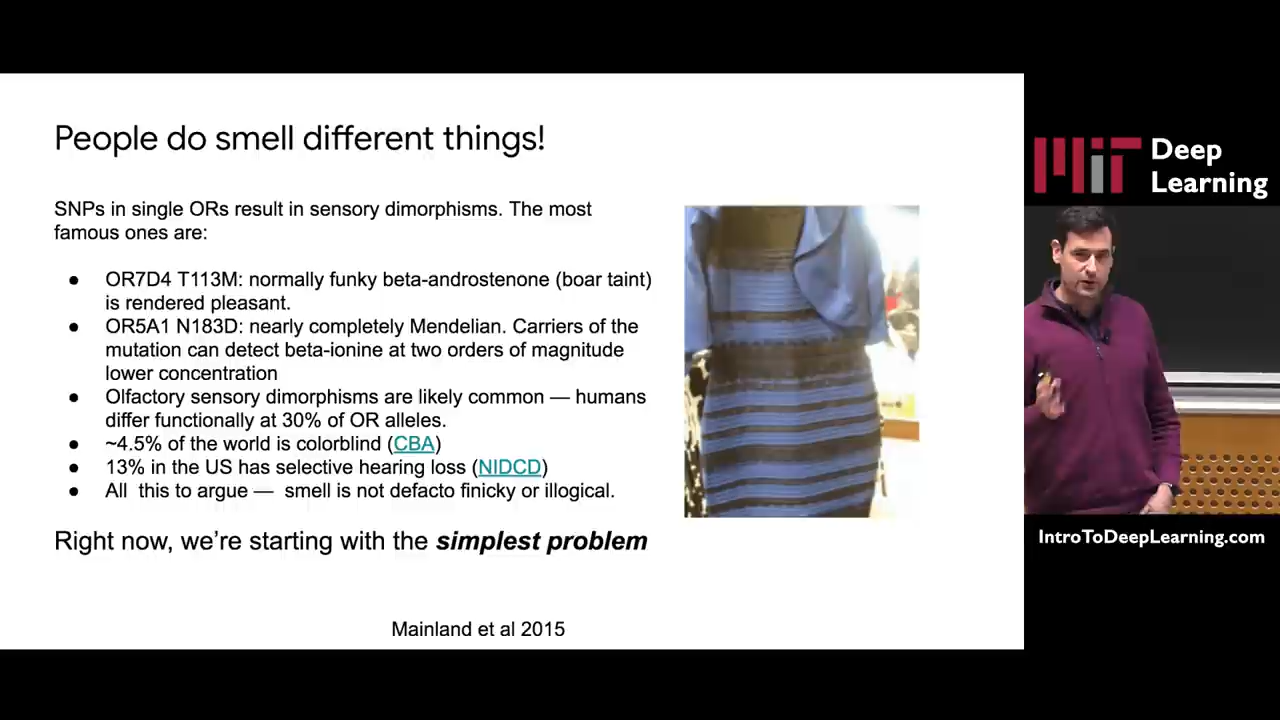 People do smell different things!
SNPs in single ORs result in sensory dimorphisms. The most
famous ones are:
● OR7D4 T113M: normally funky beta-androstenone (boar taint)
is rendered pleasant.
● OR5A1 N183D: nearly completely Mendelian. Carriers of the
mutation can detect beta-ionine at two orders of magnitude
lower concentration
● Olfactory sensory dimorphisms are likely common — humans
differ functionally at 30% of OR alleles.
● ~4.5% of the world is colorblind (CBA)
● 13% in the US has selective hearing loss (NIDCD)
● All this to argue — smell is not defacto finicky or illogical.
Right now, we're starting with the simplest problem
Mainland et al 2015
MIT Deep
Learning
IntroToDeepLearning.com